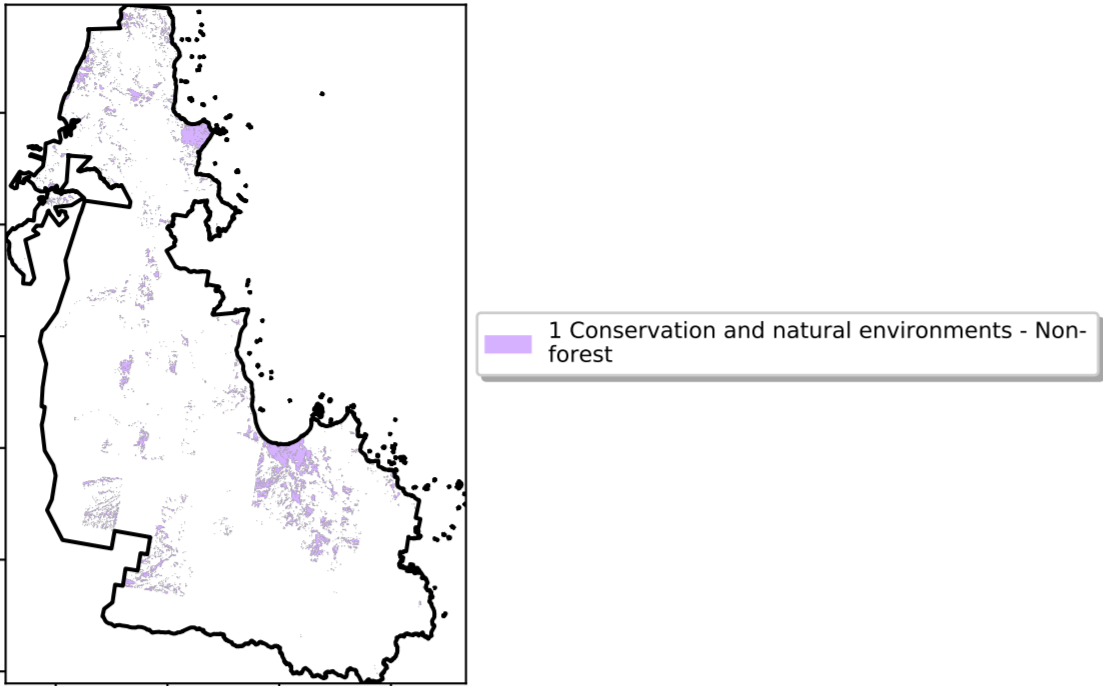 1 Conservation and natural environments - Non-
forest